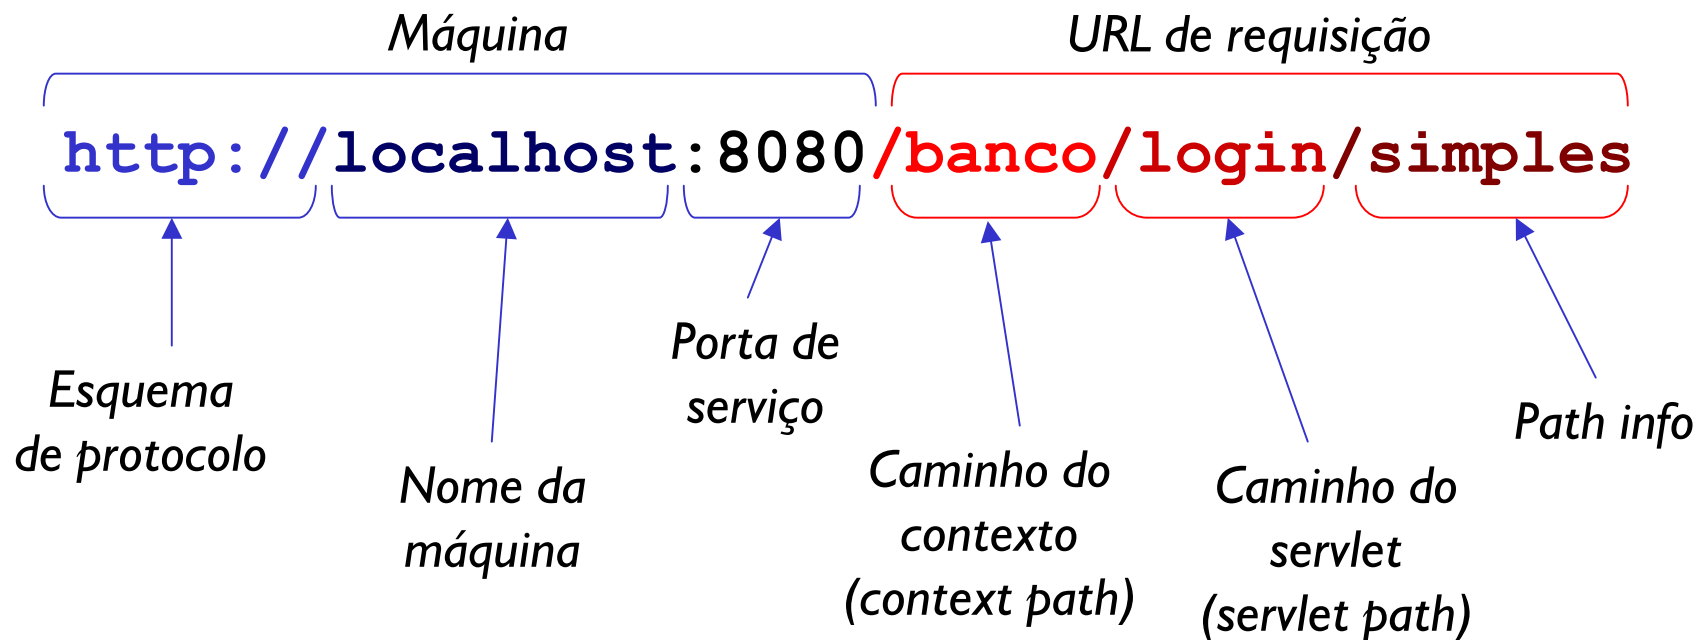 Máquina
URL de requisição
http://localhost:8080/banco/login/simples
Esquema
de protocolo
Nome da
máquina
Porta de
serviço
Caminho do
contexto
(context path)
Caminho do
servlet
(servlet path)
Path info